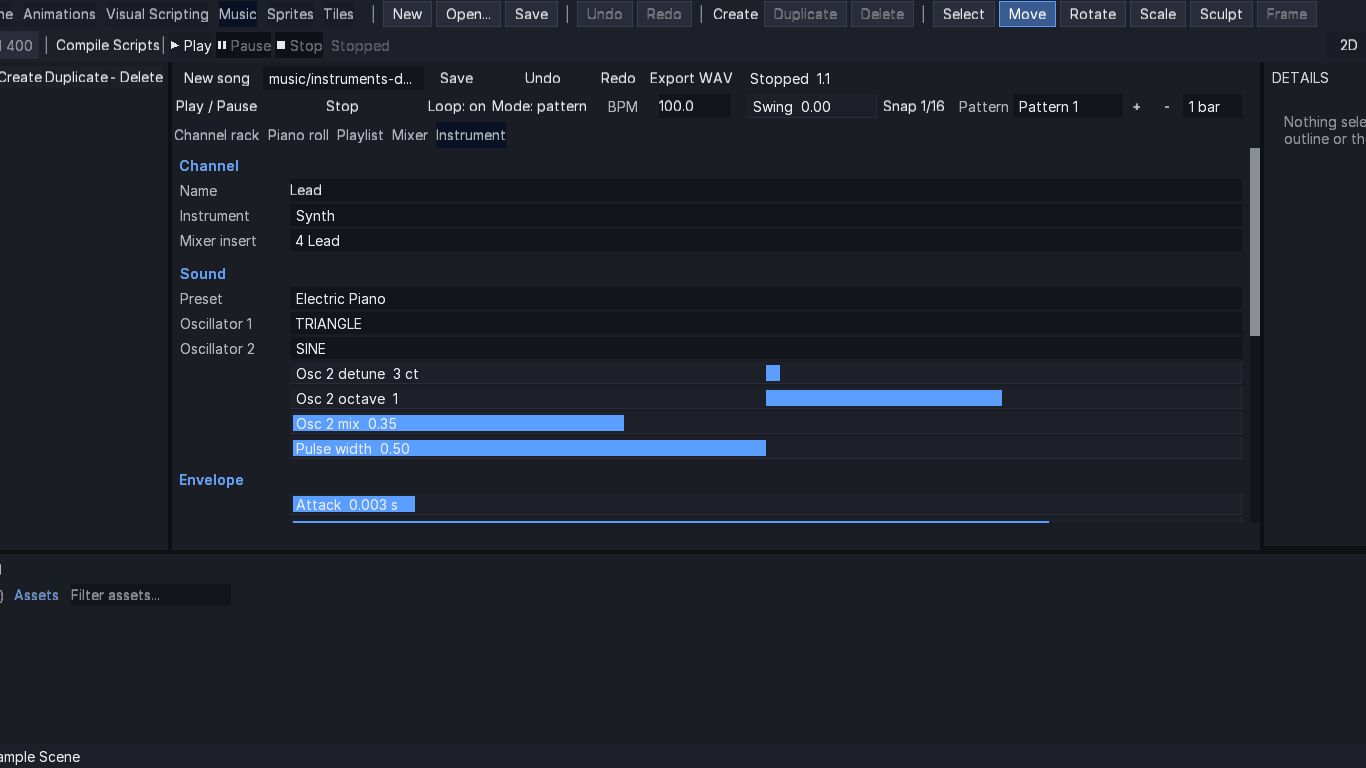 ne Animations Visual Scripting Music Sprites Tiles | New Open... Save | Undo Redo | Create Duplicate Delete | Select Move Rotate Scale Sculpt Frame
400 | Compile Scripts | Play Pause Stop Stopped 2D
Create Duplicate - Delete
New song music/instruments-d... Save Undo Redo Export WAV Stopped 1.1
DETAILS
Play / Pause Stop Loop: on Mode: pattern BPM 100.0 Swing 0.00 Snap 1/16 Pattern Pattern 1 + - 1 bar
Nothing sele
outline or th
Channel rack Piano roll Playlist Mixer Instrument
Channel
Name Lead
Instrument Synth
Mixer insert 4 Lead
Sound
Preset Electric Piano
Oscillator 1 TRIANGLE
Oscillator 2 SINE
Osc 2 detune 3 ct
Osc 2 octave 1
Osc 2 mix 0.35
Pulse width 0.50
Envelope
Attack 0.003 s
) Assets Filter assets...
ample Scene